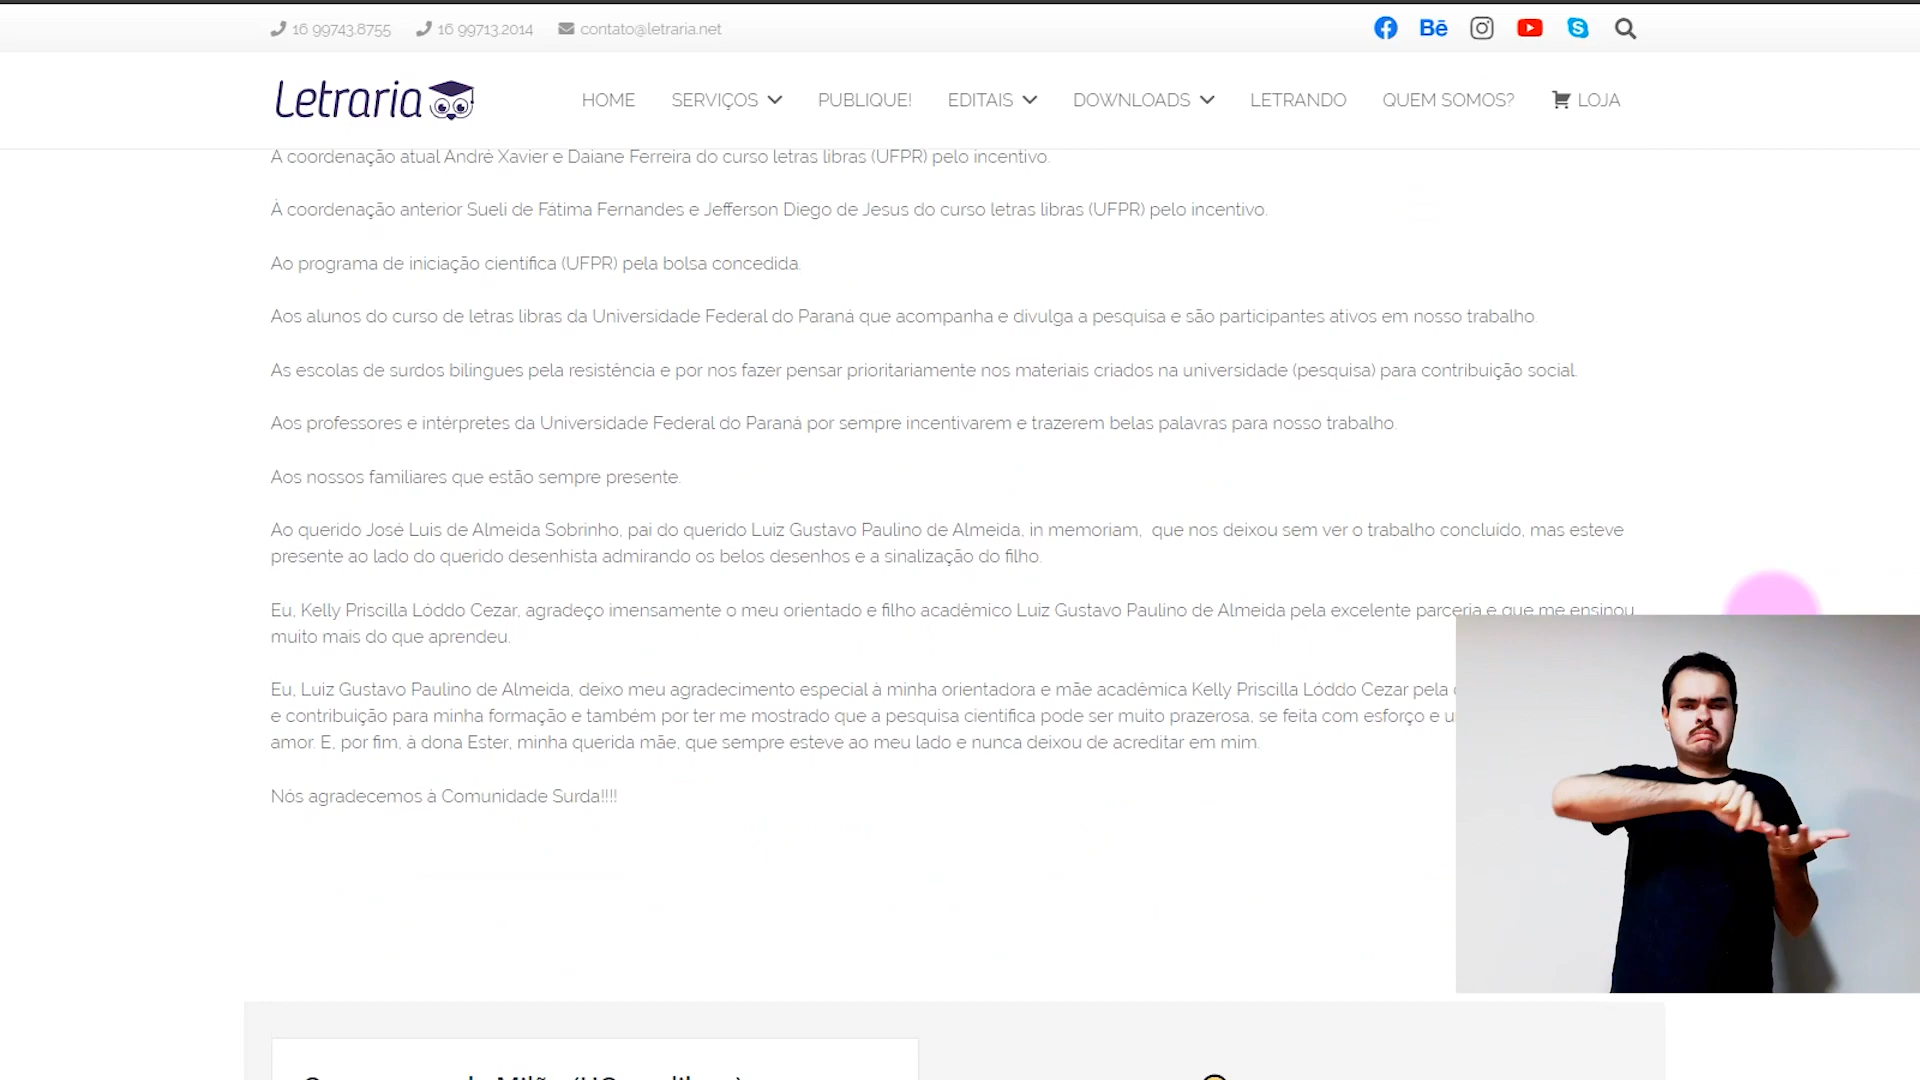 16 99743.8755 16 99713.2014 contato@letraria.net Bē
Letraria HOME SERVIÇOS PUBLIQUE! EDITAIS DOWNLOADS LETRANDO QUEM SOMOS? LOJA
À coordenação atual André Xavier e Daiane Ferreira do curso letras libras (UFPR) pelo incentivo.
À coordenação anterior Sueli de Fátima Fernandes e Jefferson Diego de Jesus do curso letras libras (UFPR) pelo incentivo.
Ao programa de iniciação científica (UFPR) pela bolsa concedida.
Aos alunos do curso de letras libras da Universidade Federal do Paraná que acompanha e divulga a pesquisa e são participantes ativos em nosso trabalho.
As escolas de surdos bilíngues pela resistência e por nos fazer pensar prioritariamente nos materiais criados na universidade (pesquisa) para contribuição social.
Aos professores e intérpretes da Universidade Federal do Paraná por sempre incentivarem e trazerem belas palavras para nosso trabalho.
Aos nossos familiares que estão sempre presente.
Ao querido José Luis de Almeida Sobrinho, pai do querido Luiz Gustavo Paulino de Almeida, in memoriam, que nos deixou sem ver o trabalho concluído, mas esteve
presente ao lado do querido desenhista admirando os belos desenhos e a sinalização do filho.
Eu, Kelly Priscilla Lóddo Cezar, agradeço imensamente o meu orientado e filho acadêmico Luiz Gustavo Paulino de Almeida pela excelente parceria e que me ensinou
muito mais do que aprendeu.
Eu, Luiz Gustavo Paulino de Almeida, deixo meu agradecimento especial à minha orientadora e mãe acadêmica Kelly Priscilla Lóddo Cezar pela
e contribuição para minha formação e também por ter me mostrado que a pesquisa científica pode ser muito prazerosa, se feita com esforço e
amor. E, por fim, à dona Ester, minha querida mãe, que sempre esteve ao meu lado e nunca deixou de acreditar em mim.
Nós agradecemos à Comunidade Surda!!!!